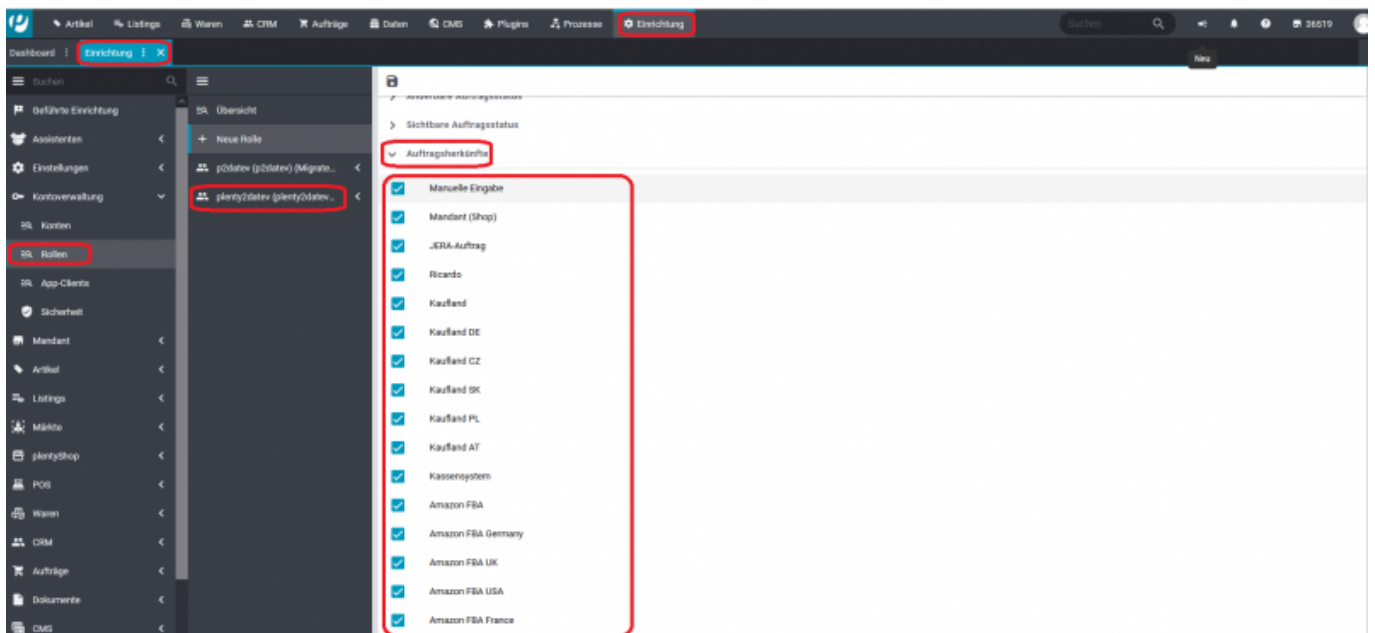 Artikel Listings Waren CRM Aufträge Daten CMS Plugins Prozesse Einrichtung Suchen 36519
Dashboard Einrichtung
Neu
Suchen
Geführte Einrichtung
Assistenten
Einstellungen
Kontoverwaltung
Konten
Rollen
App-Clients
Sicherheit
Mandant
Artikel
Listings
Märkte
plentyShop
POS
Waren
CRM
Aufträge
Dokumente
CMS
Übersicht
+ Neue Rolle
p2datev (p2datev) (Migrate...
plenty2datev (plenty2datev...
Änderbare Auftragsstatus
Sichtbare Auftragsstatus
Auftragsherkünfte
Manuelle Eingabe
Mandant (Shop)
JERA-Auftrag
Ricardo
Kaufland
Kaufland DE
Kaufland CZ
Kaufland SK
Kaufland PL
Kaufland AT
Kassensystem
Amazon FBA
Amazon FBA Germany
Amazon FBA UK
Amazon FBA USA
Amazon FBA France